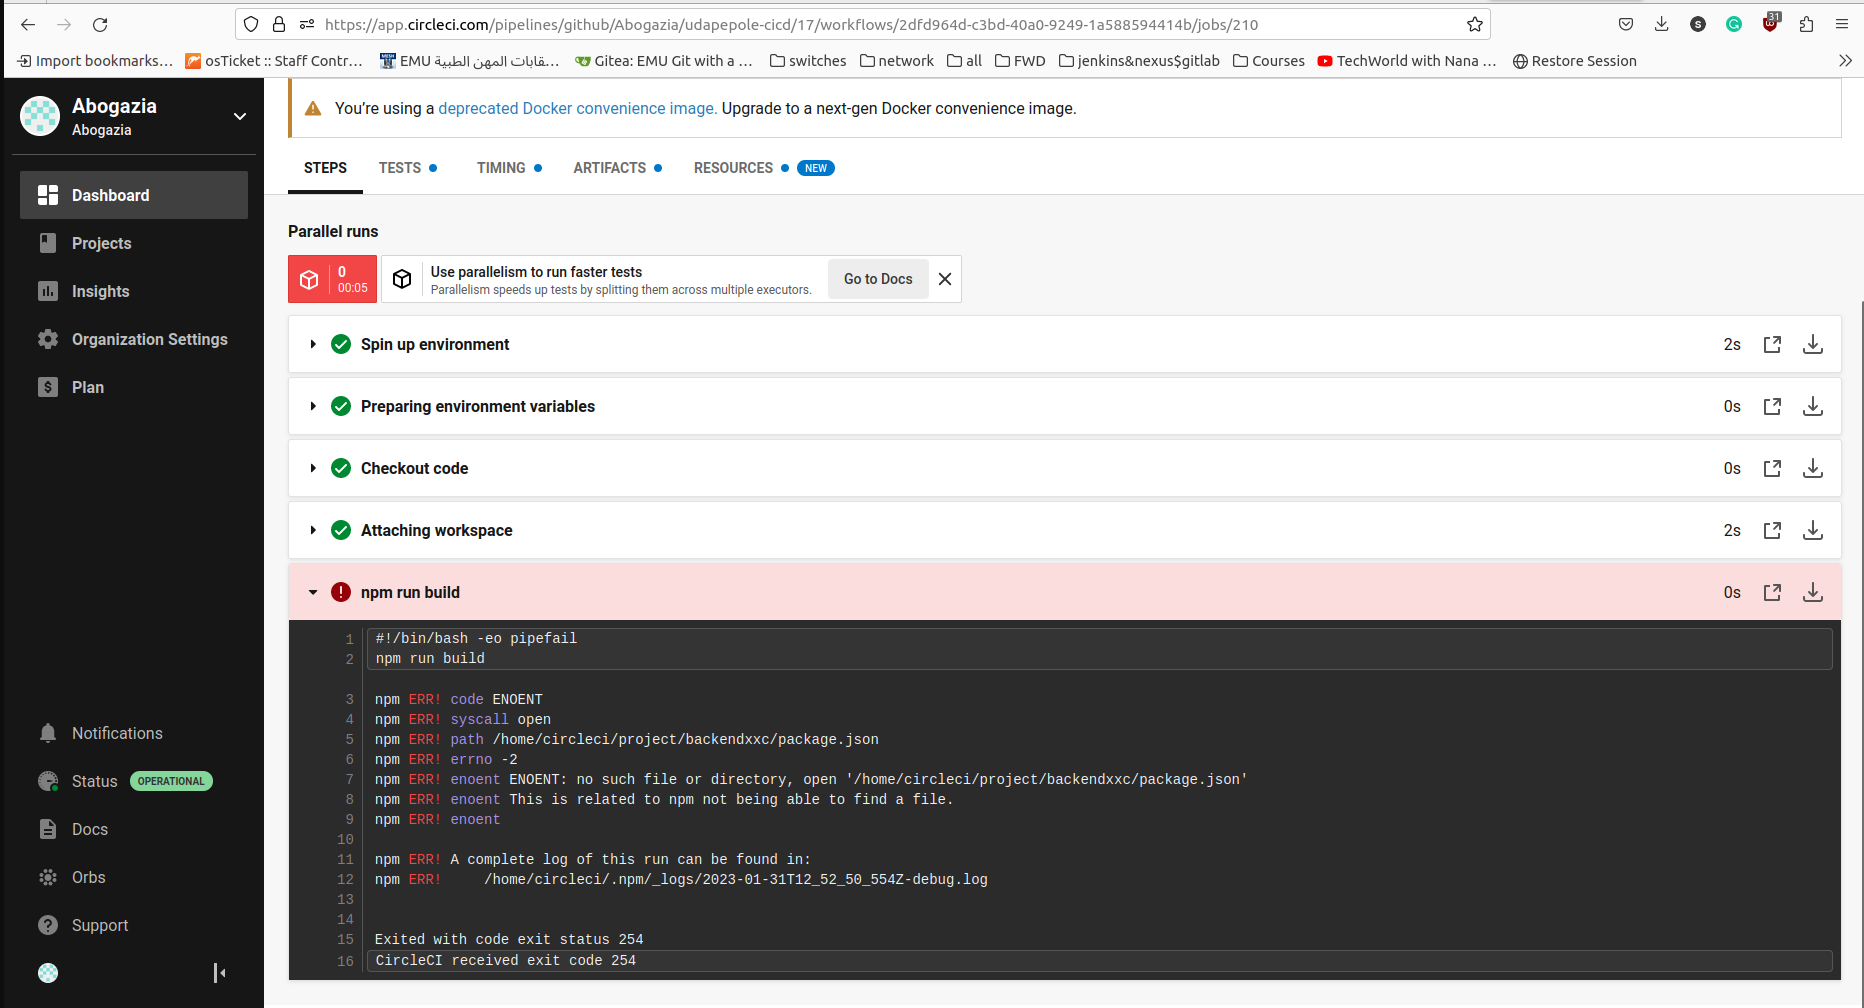 https://app.circleci.com/pipelines/github/Abogazia/udapepole-cicd/17/workflows/2dfd964d-c3bd-40a0-9249-1a588594414b/jobs/210
S
31
Import bookmarks...
osTicket :: Staff Contr...
EMU قابات المهن الطبية...
Gitea: EMU Git with a ...
switches
network
all
FWD
jenkins&nexus$gitlab
Courses
TechWorld with Nana ...
Restore Session
Abogazia
Abogazia
Dashboard
Projects
Insights
Organization Settings
Plan
Notifications
Status OPERATIONAL
Docs
Orbs
Support
You're using a deprecated Docker convenience image. Upgrade to a next-gen Docker convenience image.
STEPS
TESTS
TIMING
ARTIFACTS
RESOURCES NEW
Parallel runs
0
00:05
Use parallelism to run faster tests
Parallelism speeds up tests by splitting them across multiple executors.
Go to Docs
Spin up environment 2s
Preparing environment variables 0s
Checkout code 0s
Attaching workspace 2s
npm run build 0s
1 #!/bin/bash -eo pipefail
2 npm run build
3 npm ERR! code ENOENT
4 npm ERR! syscall open
5 npm ERR! path /home/circleci/project/backendxxc/package.json
6 npm ERR! errno -2
7 npm ERR! enoent ENOENT: no such file or directory, open '/home/circleci/project/backendxxc/package.json'
8 npm ERR! enoent This is related to npm not being able to find a file.
9 npm ERR! enoent
10
11 npm ERR! A complete log of this run can be found in:
12 npm ERR!     /home/circleci/.npm/_logs/2023-01-31T12_52_50_554Z-debug.log
13
14
15 Exited with code exit status 254
16 CircleCI received exit code 254